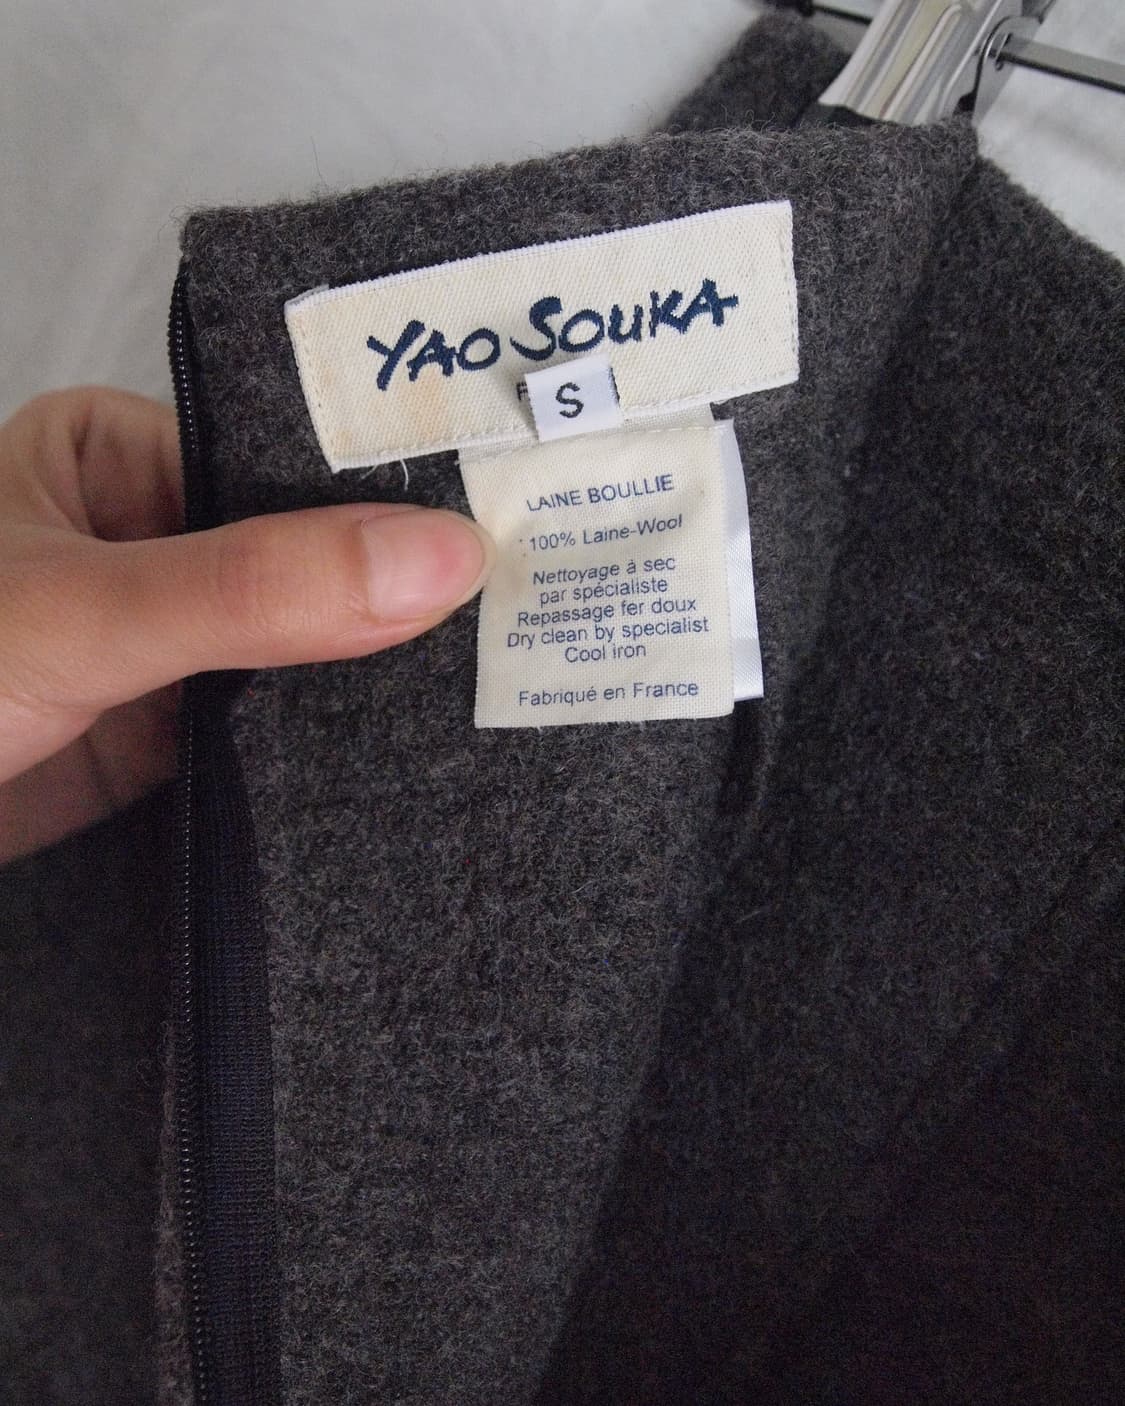 YAO SOUKA
S
LAINE BOULLIE
100% Laine-Wool
Nettoyage à sec
par spécialiste
Repassage fer doux
Dry clean by specialist
Cool iron
Fabriqué en France